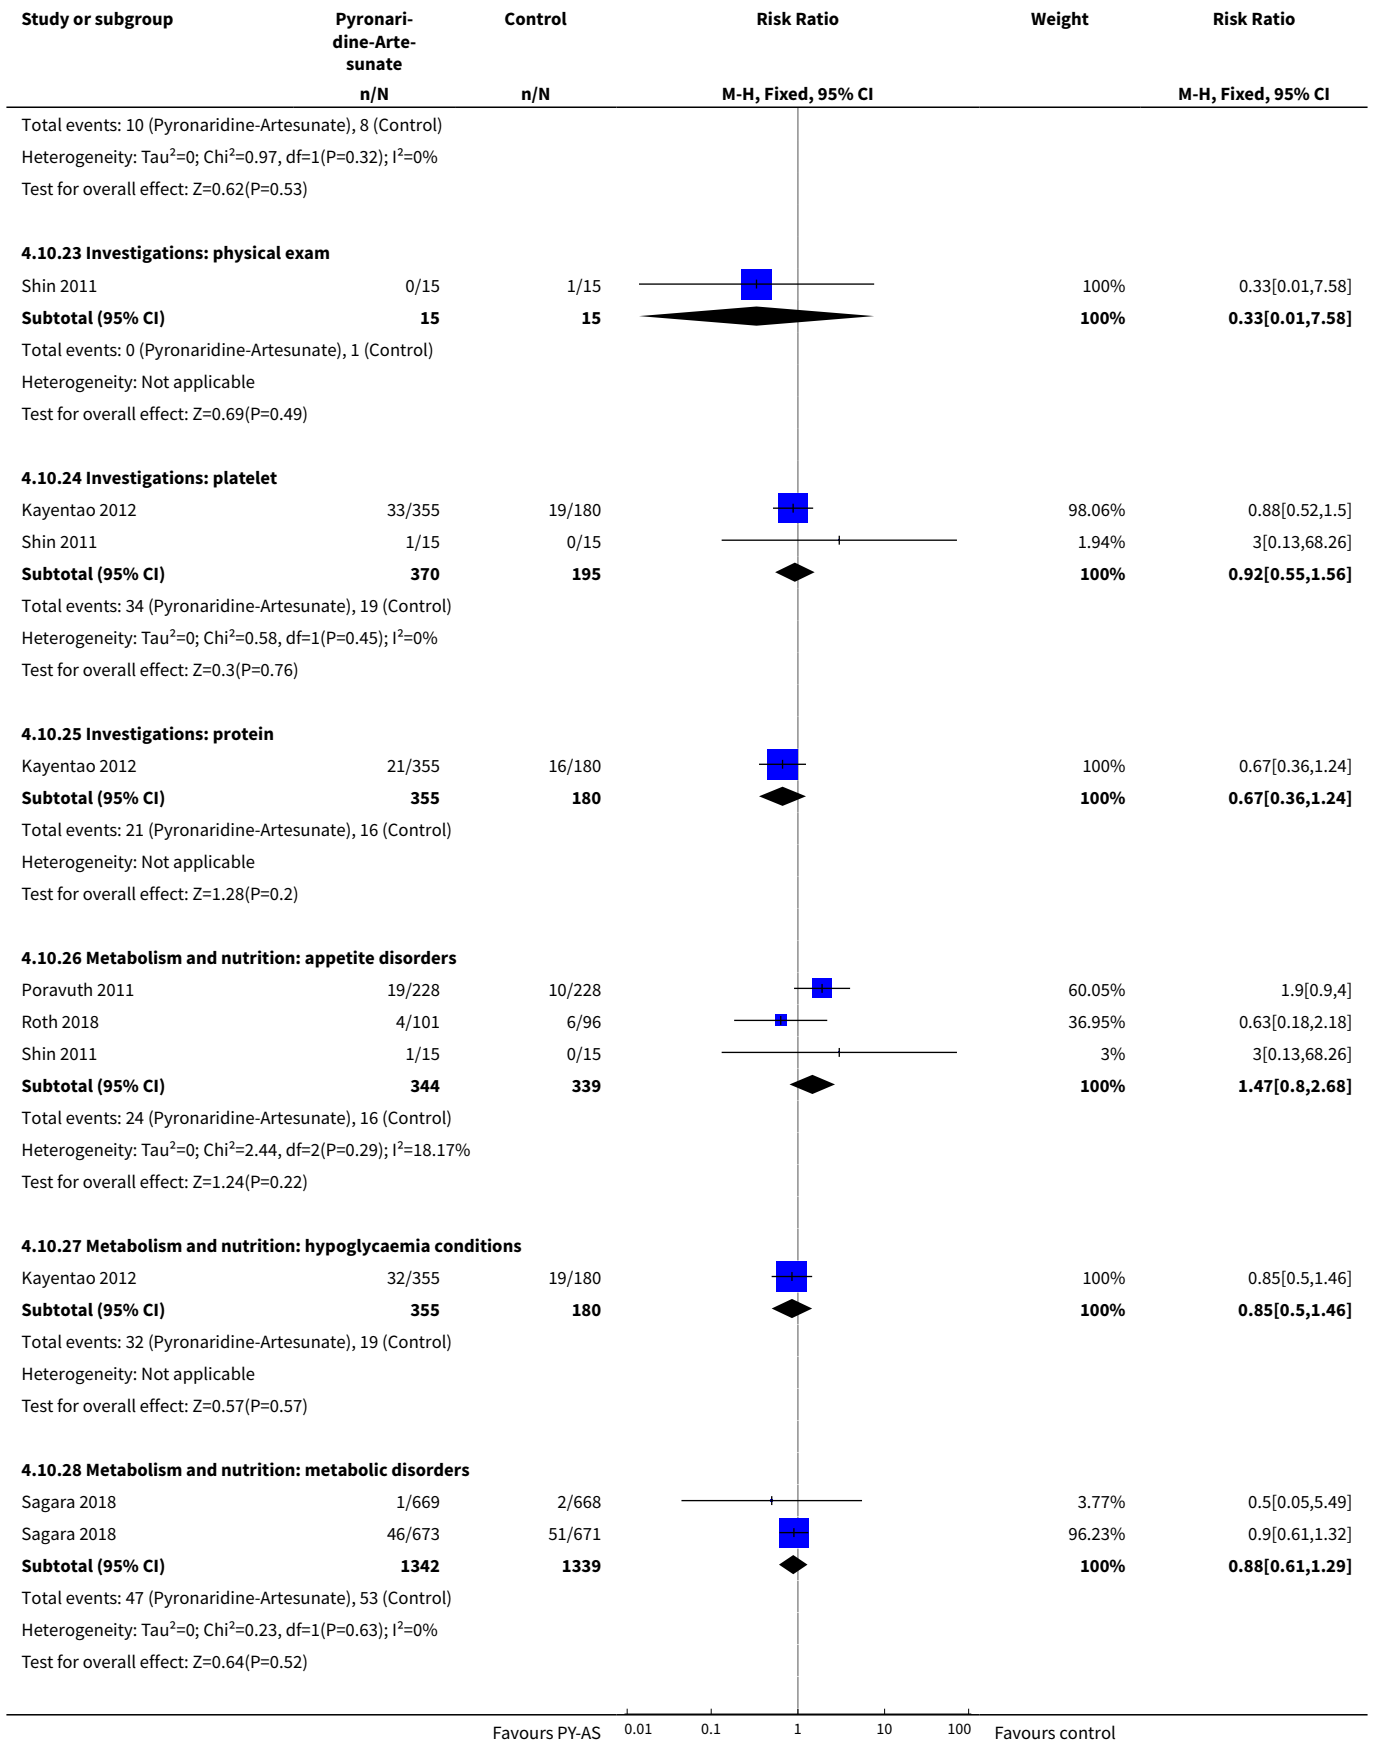 Study or subgroup Pyronari- Control Risk Ratio Weight Risk Ratio
dine-Arte-
sunate
n/N n/N M-H, Fixed, 95% CI M-H, Fixed, 95% CI
Total events: 10 (Pyronaridine-Artesunate), 8 (Control)
Heterogeneity: Tau²=0; Chi²=0.97, df=1(P=0.32); I²=0%
Test for overall effect: Z=0.62(P=0.53)
4.10.23 Investigations: physical exam
Shin 2011 0/15 1/15 100% 0.33[0.01,7.58]
Subtotal (95% CI) 15 15 100% 0.33[0.01,7.58]
Total events: 0 (Pyronaridine-Artesunate), 1 (Control)
Heterogeneity: Not applicable
Test for overall effect: Z=0.69(P=0.49)
4.10.24 Investigations: platelet
Kayentao 2012 33/355 19/180 98.06% 0.88[0.52,1.5]
Shin 2011 1/15 0/15 1.94% 3[0.13,68.26]
Subtotal (95% CI) 370 195 100% 0.92[0.55,1.56]
Total events: 34 (Pyronaridine-Artesunate), 19 (Control)
Heterogeneity: Tau²=0; Chi²=0.58, df=1(P=0.45); I²=0%
Test for overall effect: Z=0.3(P=0.76)
4.10.25 Investigations: protein
Kayentao 2012 21/355 16/180 100% 0.67[0.36,1.24]
Subtotal (95% CI) 355 180 100% 0.67[0.36,1.24]
Total events: 21 (Pyronaridine-Artesunate), 16 (Control)
Heterogeneity: Not applicable
Test for overall effect: Z=1.28(P=0.2)
4.10.26 Metabolism and nutrition: appetite disorders
Poravuth 2011 19/228 10/228 60.05% 1.9[0.9,4]
Roth 2018 4/101 6/96 36.95% 0.63[0.18,2.18]
Shin 2011 1/15 0/15 3% 3[0.13,68.26]
Subtotal (95% CI) 344 339 100% 1.47[0.8,2.68]
Total events: 24 (Pyronaridine-Artesunate), 16 (Control)
Heterogeneity: Tau²=0; Chi²=2.44, df=2(P=0.29); I²=18.17%
Test for overall effect: Z=1.24(P=0.22)
4.10.27 Metabolism and nutrition: hypoglycaemia conditions
Kayentao 2012 32/355 19/180 100% 0.85[0.5,1.46]
Subtotal (95% CI) 355 180 100% 0.85[0.5,1.46]
Total events: 32 (Pyronaridine-Artesunate), 19 (Control)
Heterogeneity: Not applicable
Test for overall effect: Z=0.57(P=0.57)
4.10.28 Metabolism and nutrition: metabolic disorders
Sagara 2018 1/669 2/668 3.77% 0.5[0.05,5.49]
Sagara 2018 46/673 51/671 96.23% 0.9[0.61,1.32]
Subtotal (95% CI) 1342 1339 100% 0.88[0.61,1.29]
Total events: 47 (Pyronaridine-Artesunate), 53 (Control)
Heterogeneity: Tau²=0; Chi²=0.23, df=1(P=0.63); I²=0%
Test for overall effect: Z=0.64(P=0.52)
Favours PY-AS 0.01 0.1 1 10 100 Favours control